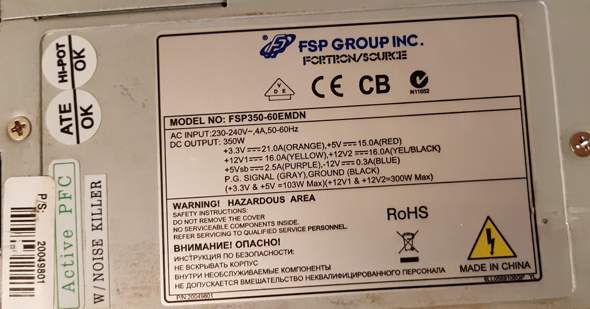 HI-POT
OK
ATE
OK
Active PFC
W/NOISE KILLER
P/S:
20049801
FSP GROUP INC.
FORTRON/SOURCE
VDE
CE CB
N11602
MODEL NO: FSP350-60EMDN
AC INPUT:230-240V~,4A,50-60Hz
DC OUTPUT: 350W
+3.3V⎓21.0A(ORANGE),+5V⎓15.0A(RED)
+12V1⎓16.0A(YELLOW),+12V2⎓16.0A(YEL/BLACK)
+5Vsb⎓2.5A(PURPLE),-12V⎓0.3A(BLUE)
P.G. SIGNAL (GRAY),GROUND (BLACK)
(+3.3V & +5V =103W Max)(+12V1 & +12V2=300W Max)
WARNING! HAZARDOUS AREA
SAFETY INSTRUCTIONS:
DO NOT REMOVE THE COVER
NO SERVICEABLE COMPONENTS INSIDE.
REFER SERVICING TO QUALIFIED SERVICE PERSONNEL.
ВНИМАНИЕ! ОПАСНО!
ИНСТРУКЦИЯ ПО БЕЗОПАСНОСТИ:
НЕ ВСКРЫВАТЬ КОРПУС
ВНУТРИ НЕОБСЛУЖИВАЕМЫЕ КОМПОНЕНТЫ
НЕ ДОПУСКАЕТСЯ ВМЕШАТЕЛЬСТВО НЕКВАЛИФИЦИРОВАННОГО ПЕРСОНАЛА
P/N 20049801
RoHS
MADE IN CHINA